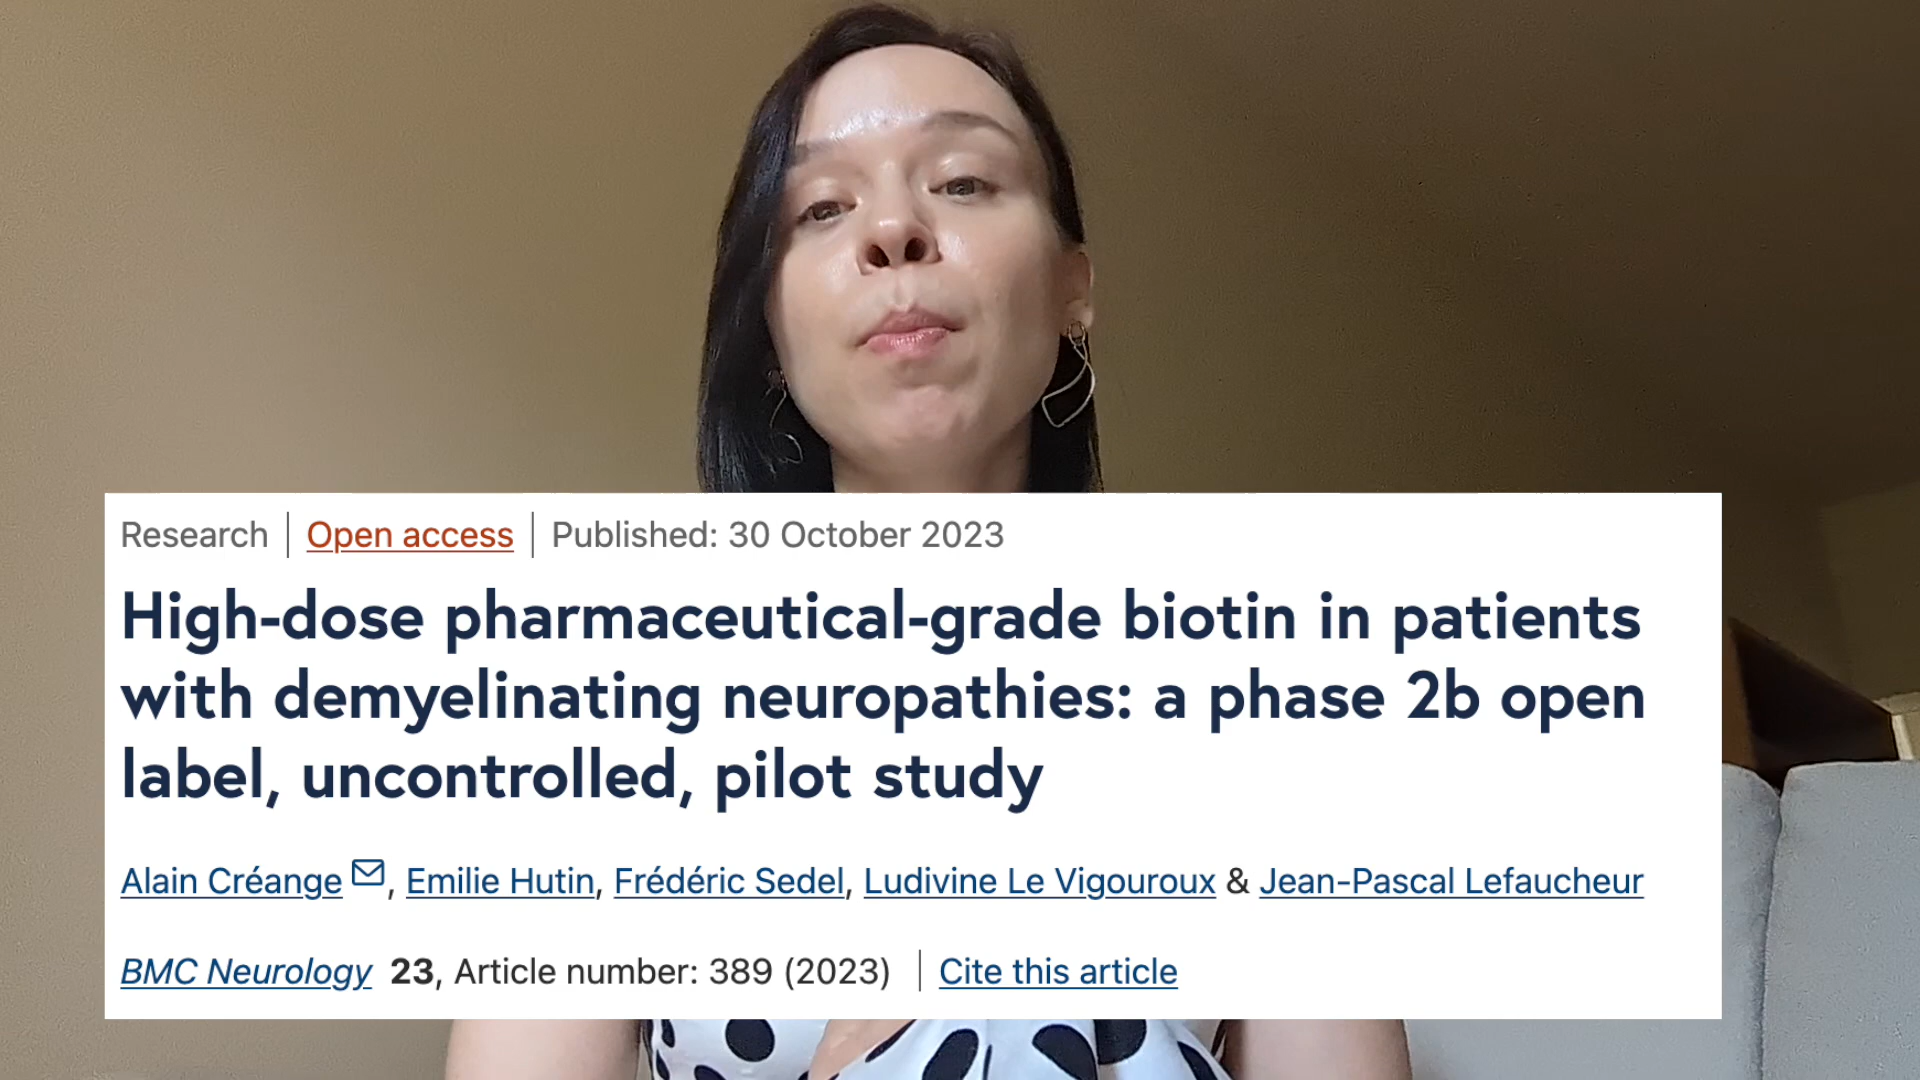 Research | Open access | Published: 30 October 2023
High-dose pharmaceutical-grade biotin in patients
with demyelinating neuropathies: a phase 2b open
label, uncontrolled, pilot study
Alain Créange, Emilie Hutin, Frédéric Sedel, Ludivine Le Vigouroux & Jean-Pascal Lefaucheur
BMC Neurology 23, Article number: 389 (2023) | Cite this article